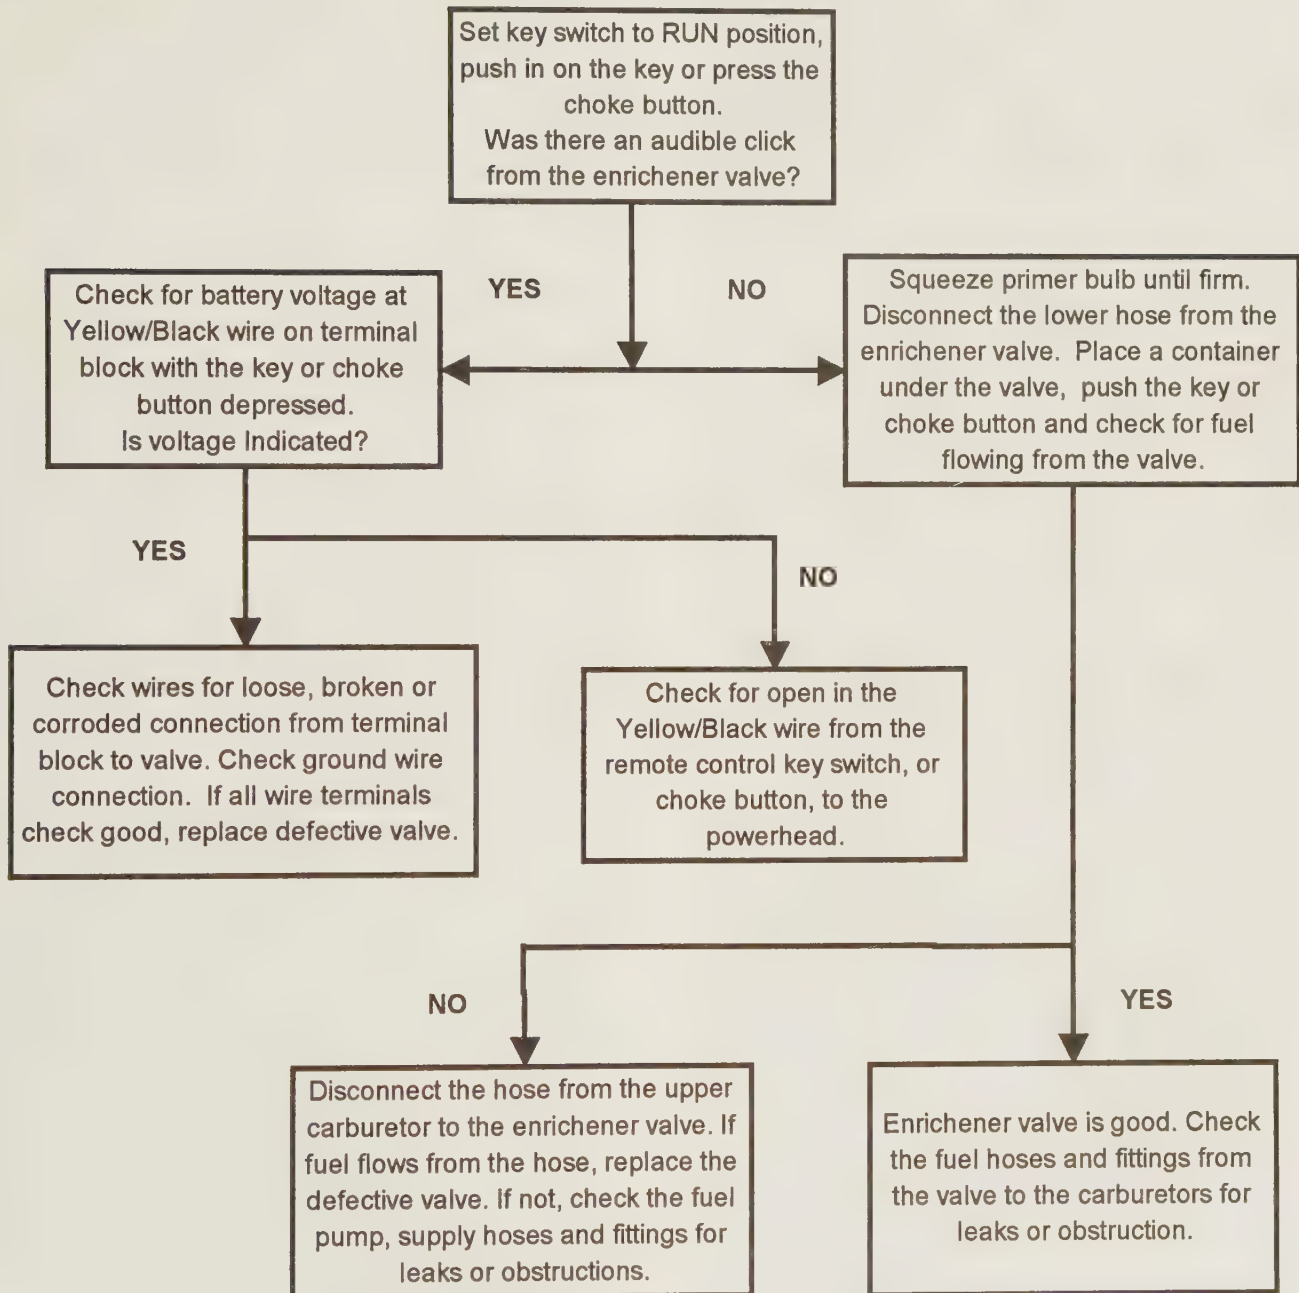 Set key switch to RUN position,
push in on the key or press the
choke button.
Was there an audible click
from the enrichener valve?
YES
NO
Check for battery voltage at
Yellow/Black wire on terminal
block with the key or choke
button depressed.
Is voltage Indicated?
Squeeze primer bulb until firm.
Disconnect the lower hose from the
enrichener valve. Place a container
under the valve, push the key or
choke button and check for fuel
flowing from the valve.
YES
NO
Check wires for loose, broken or
corroded connection from terminal
block to valve. Check ground wire
connection. If all wire terminals
check good, replace defective valve.
Check for open in the
Yellow/Black wire from the
remote control key switch, or
choke button, to the
powerhead.
NO
YES
Disconnect the hose from the upper
carburetor to the enrichener valve. If
fuel flows from the hose, replace the
defective valve. If not, check the fuel
pump, supply hoses and fittings for
leaks or obstructions.
Enrichener valve is good. Check
the fuel hoses and fittings from
the valve to the carburetors for
leaks or obstruction.